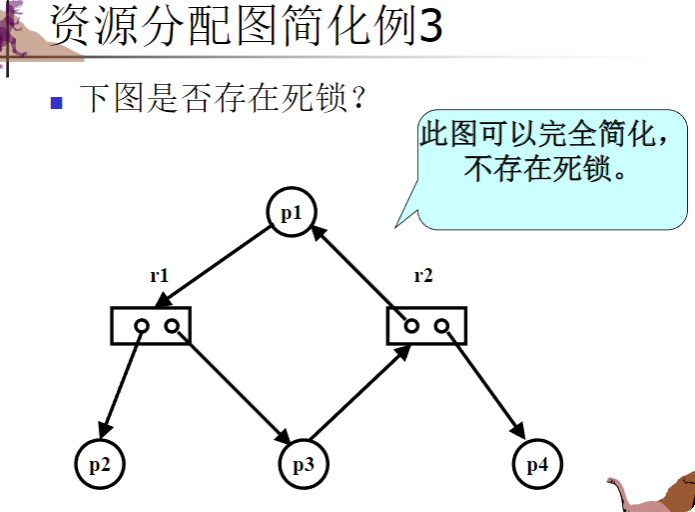 资源分配图简化例3
■ 下图是否存在死锁？
此图可以完全简化，
不存在死锁。
p1
r1 r2
p2 p3 p4